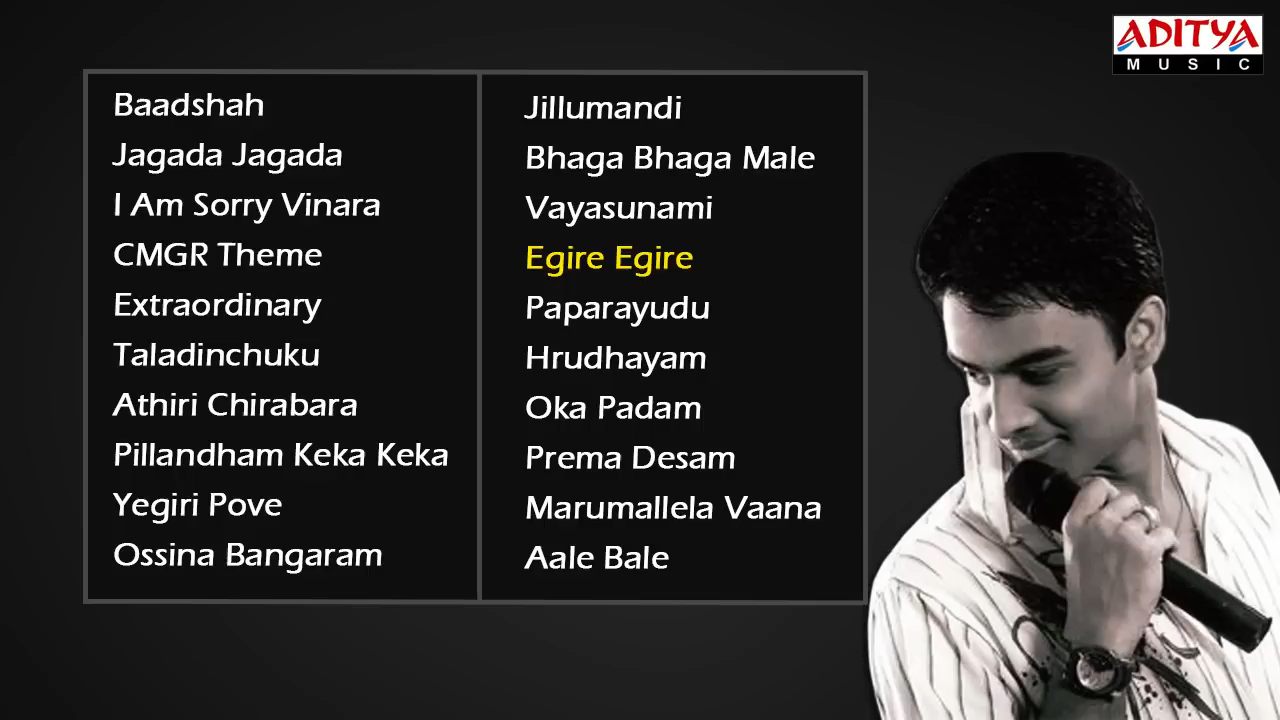 ADITYA
MUSIC
Baadshah
Jagada Jagada
I Am Sorry Vinara
CMGR Theme
Extraordinary
Taladinchuku
Athiri Chirabara
Pillandham Keka Keka
Yegiri Pove
Ossina Bangaram
Jillumandi
Bhaga Bhaga Male
Vayasunami
Egire Egire
Paparayudu
Hrudhayam
Oka Padam
Prema Desam
Marumallela Vaana
Aale Bale